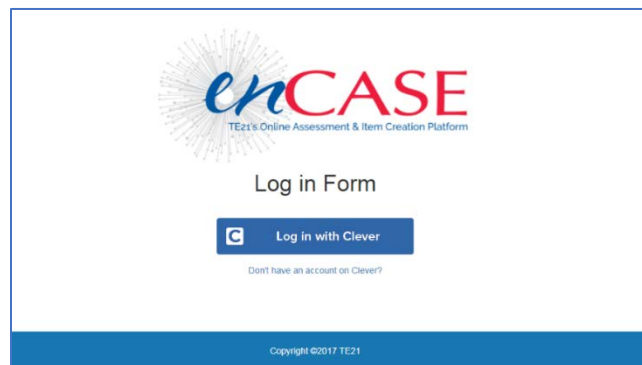 enCASE
TE21's Online Assessment & Item Creation Platform
Log in Form
C Log in with Clever
Don't have an account on Clever?
Copyright ©2017 TE21